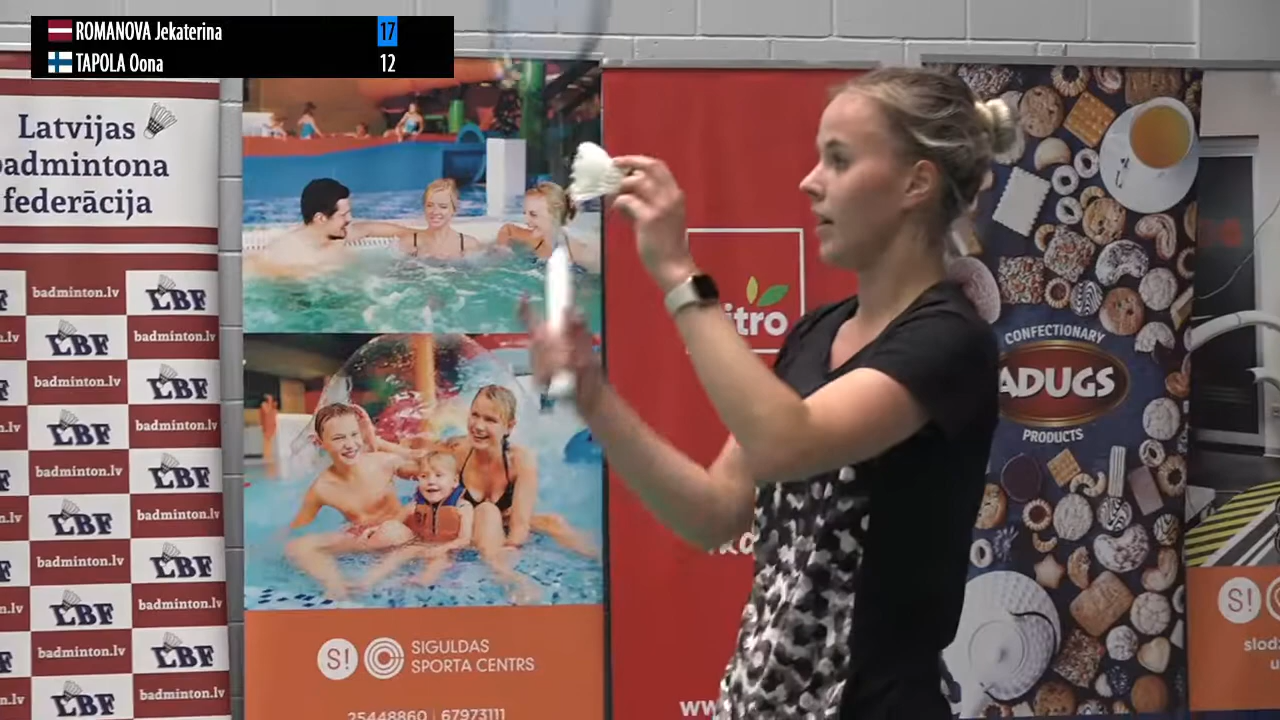 ROMANOVA Jekaterina 17
TAPOLA Oona 12
Latvijas
badmintona
federācija
badminton.lv LBF
LBF badminton.lv
badminton.lv LBF
LBF badminton.lv
badminton.lv LBF
LBF badminton.lv
badminton.lv LBF
LBF badminton.lv
badminton.lv LBF
LBF badminton.lv
S! SIGULDAS
SPORTA CENTRS
25448860 | 67973111
itro
www
CONFECTIONARY
ADUGS
PRODUCTS
S!